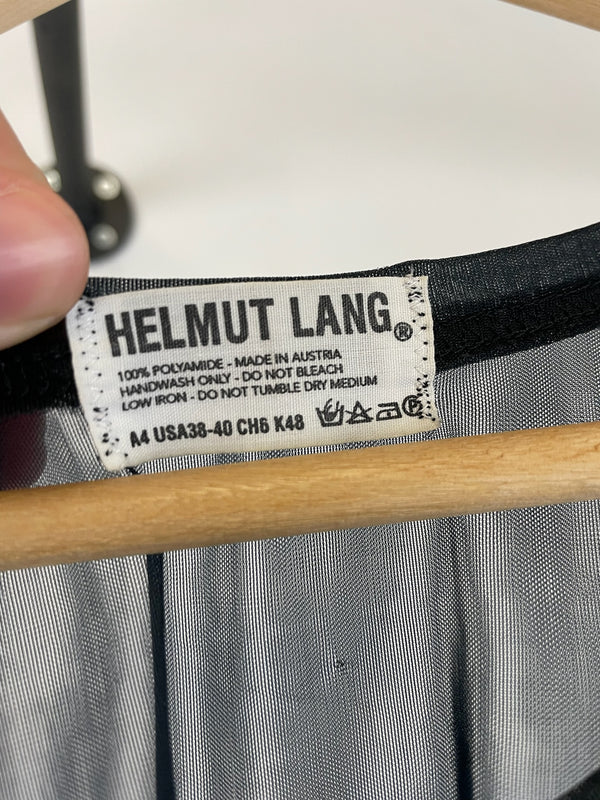 HELMUT LANG®
100% POLYAMIDE - MADE IN AUSTRIA
HANDWASH ONLY - DO NOT BLEACH
LOW IRON - DO NOT TUMBLE DRY MEDIUM
A4 USA38-40 CH6 K48